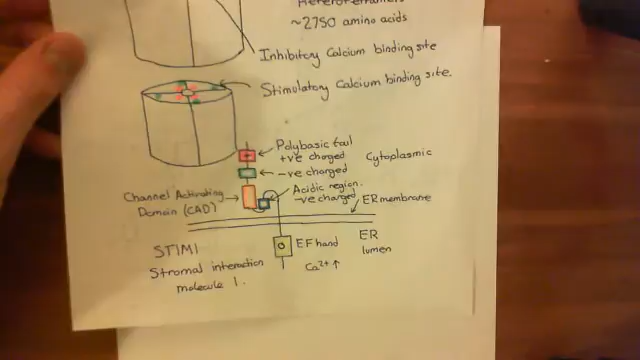 ~2750 amino acids
Inhibitory Calcium binding site
Stimulatory Calcium binding site.
Polybasic tail
+ve charged
Cytoplasmic
-ve charged
Acidic region.
-ve charged
Channel Activating
Domain (CAD)
ER membrane
STIM1
EF hand
ER
lumen
Stromal interaction
molecule 1.
Ca2+ ↑